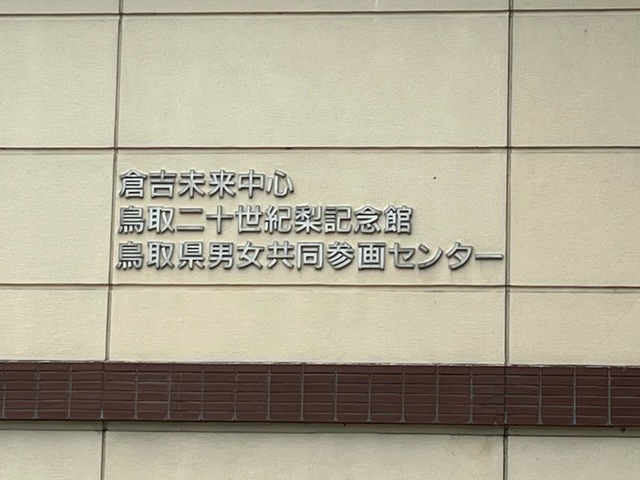 倉吉未来中心
鳥取二十世紀梨記念館
鳥取県男女共同参画センター